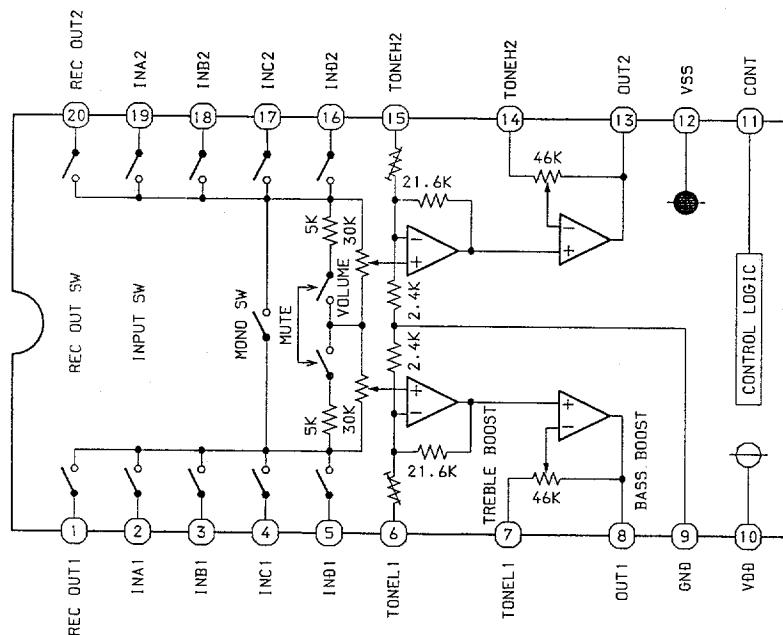 REC OUT2
INA2
INB2
INC2
IND2
TONEH2
TONEH2
OUT2
VSS
CONT
20
19
18
17
16
15
14
13
12
11
46K
21.6K
5K
30K
2.4K
REC OUT SW
INPUT SW
MONO SW
MUTE
VOLUME
CONTROL LOGIC
2.4K
5K
30K
21.6K
TREBLE BOOST
46K
BASS BOOST
1
2
3
4
5
6
7
8
9
10
REC OUT1
INA1
INB1
INC1
IND1
TONEL1
TONEL1
OUT1
GND
VDD